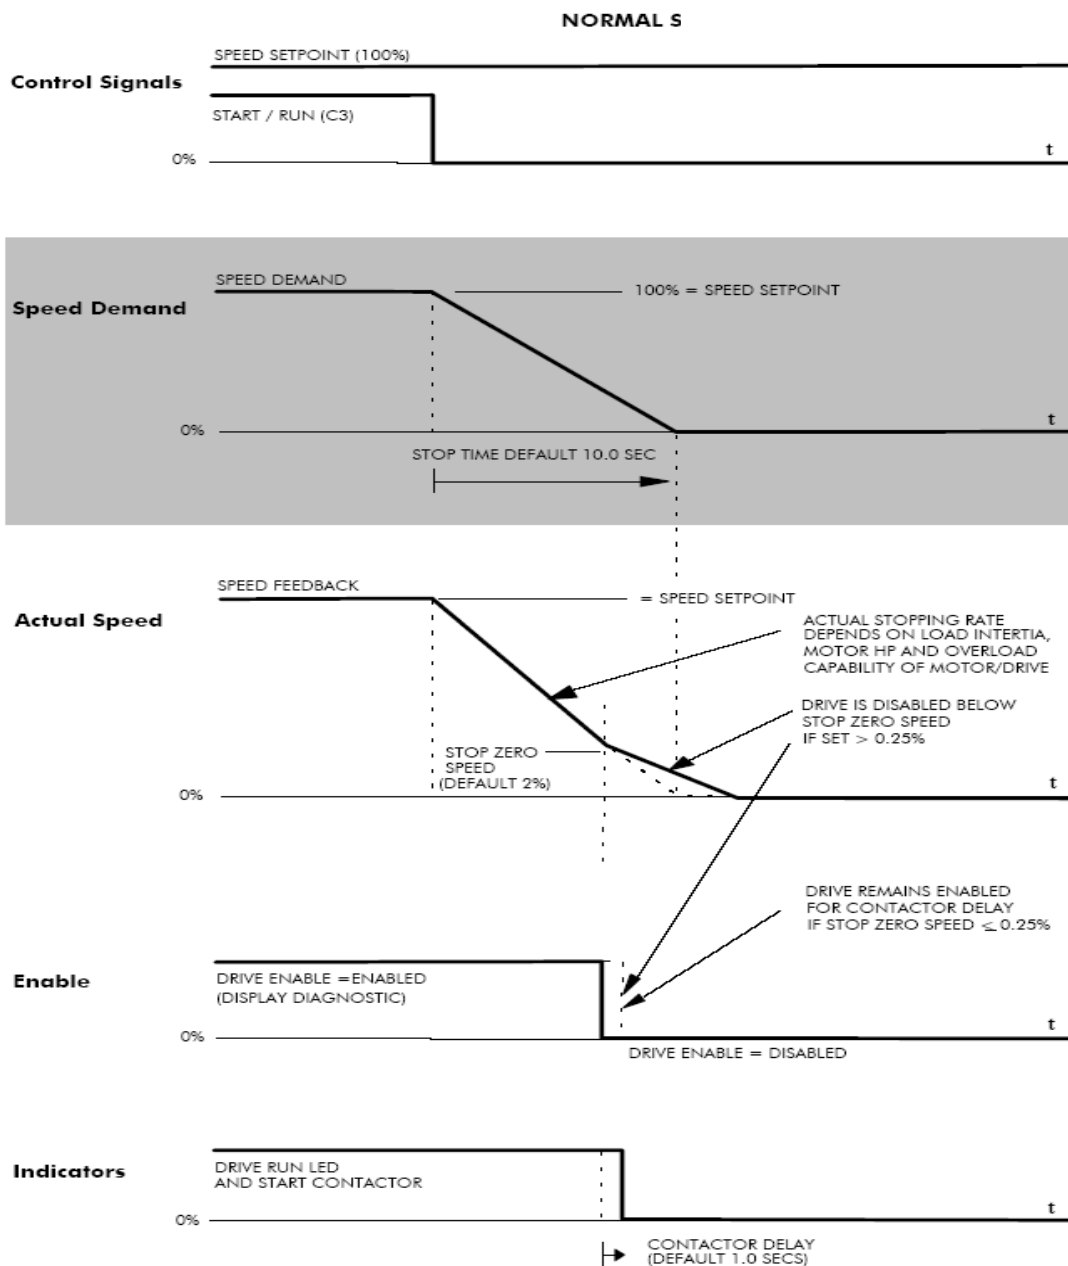 NORMAL S
SPEED SETPOINT (100%)
Control Signals
START / RUN (C3)
0%
t
SPEED DEMAND
100% = SPEED SETPOINT
Speed Demand
0%
t
STOP TIME DEFAULT 10.0 SEC
SPEED FEEDBACK
= SPEED SETPOINT
Actual Speed
ACTUAL STOPPING RATE
DEPENDS ON LOAD INTERTIA,
MOTOR HP AND OVERLOAD
CAPABILITY OF MOTOR/DRIVE
DRIVE IS DISABLED BELOW
STOP ZERO SPEED
IF SET > 0.25%
STOP ZERO
SPEED
(DEFAULT 2%)
0%
t
DRIVE REMAINS ENABLED
FOR CONTACTOR DELAY
IF STOP ZERO SPEED ≤ 0.25%
Enable
DRIVE ENABLE =ENABLED
(DISPLAY DIAGNOSTIC)
0%
t
DRIVE ENABLE = DISABLED
Indicators
DRIVE RUN LED
AND START CONTACTOR
0%
t
CONTACTOR DELAY
(DEFAULT 1.0 SECS)